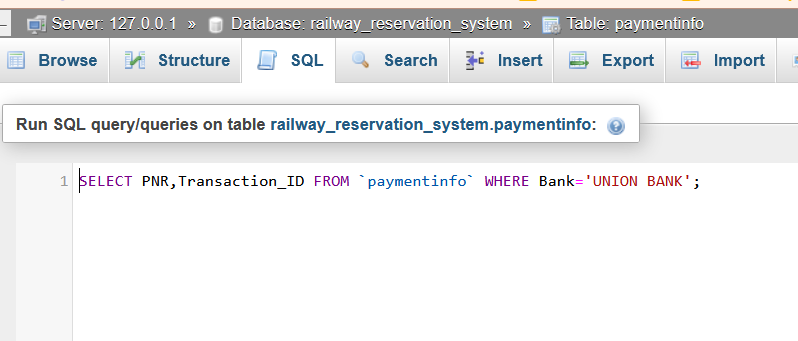 Server: 127.0.0.1 » Database: railway_reservation_system » Table: paymentinfo
Browse Structure SQL Search Insert Export Import
Run SQL query/queries on table railway_reservation_system.paymentinfo:
1 SELECT PNR,Transaction_ID FROM `paymentinfo` WHERE Bank='UNION BANK';